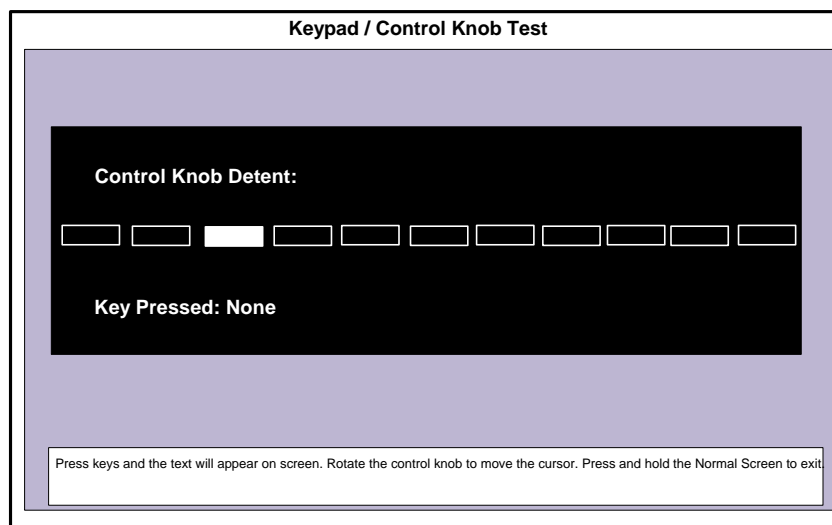 Keypad / Control Knob Test
Control Knob Detent:
Key Pressed: None
Press keys and the text will appear on screen. Rotate the control knob to move the cursor. Press and hold the Normal Screen to exit.